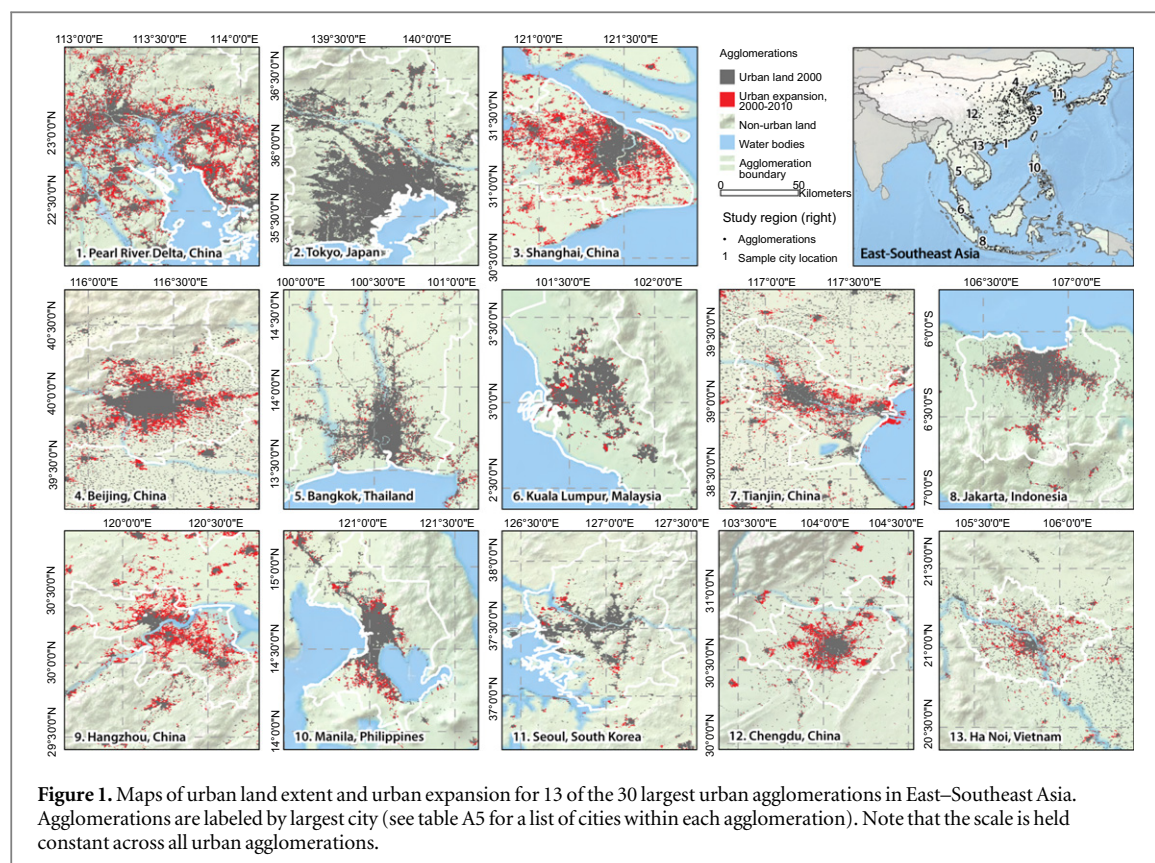 113°0'0"E 113°30'0"E 114°0'0"E
23°0'0"N
22°30'0"N
1. Pearl River Delta, China
139°30'0"E 140°0'0"E
36°30'0"N
36°0'0"N
35°30'0"N
2. Tokyo, Japan
121°0'0"E 121°30'0"E
31°30'0"N
31°0'0"N
30°30'0"N
3. Shanghai, China
Agglomerations
Urban land 2000
Urban expansion,
2000-2010
Non-urban land
Water bodies
Agglomeration
boundary
0 50
Kilometers
Study region (right)
Agglomerations
1 Sample city location
4
7
11
2
12
3
9
13
1
10
5
6
8
East-Southeast Asia
116°0'0"E 116°30'0"E
40°30'0"N
40°0'0"N
39°30'0"N
4. Beijing, China
100°0'0"E 100°30'0"E 101°0'0"E
14°30'0"N
14°0'0"N
13°30'0"N
5. Bangkok, Thailand
101°30'0"E 102°0'0"E
3°30'0"N
3°0'0"N
2°30'0"N
6. Kuala Lumpur, Malaysia
117°0'0"E 117°30'0"E
39°30'0"N
39°0'0"N
38°30'0"N
7. Tianjin, China
106°30'0"E 107°0'0"E
6°0'0"S
6°30'0"S
7°0'0"S
8. Jakarta, Indonesia
120°0'0"E 120°30'0"E
30°30'0"N
30°0'0"N
29°30'0"N
9. Hangzhou, China
121°0'0"E 121°30'0"E
15°0'0"N
14°30'0"N
14°0'0"N
10. Manila, Philippines
126°30'0"E 127°0'0"E 127°30'0"E
38°0'0"N
37°30'0"N
37°0'0"N
11. Seoul, South Korea
103°30'0"E 104°0'0"E 104°30'0"E
31°0'0"N
30°30'0"N
30°0'0"N
12. Chengdu, China
105°30'0"E 106°0'0"E
21°30'0"N
21°0'0"N
20°30'0"N
13. Ha Noi, Vietnam
Figure 1. Maps of urban land extent and urban expansion for 13 of the 30 largest urban agglomerations in East–Southeast Asia.
Agglomerations are labeled by largest city (see table A5 for a list of cities within each agglomeration). Note that the scale is held
constant across all urban agglomerations.